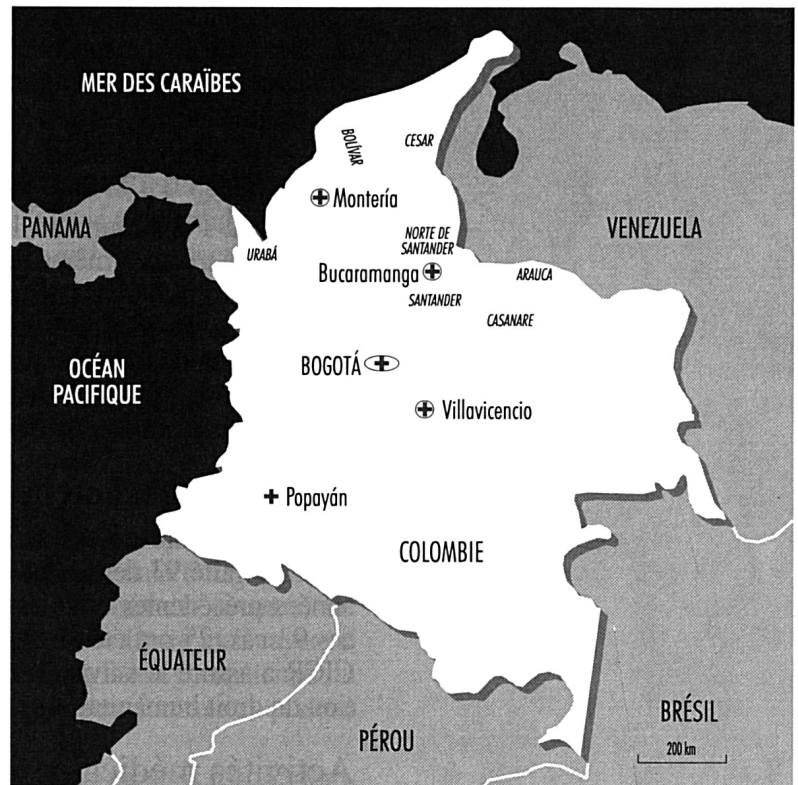 MER DES CARAÏBES
BOLÍVAR
CESAR
Montería
PANAMA
VENEZUELA
NORTE DE
SANTANDER
URABÁ
Bucaramanga
ARAUCA
SANTANDER
CASANARE
OCÉAN
PACIFIQUE
BOGOTÁ
Villavicencio
Popayán
COLOMBIE
ÉQUATEUR
BRÉSIL
PÉROU
200 km